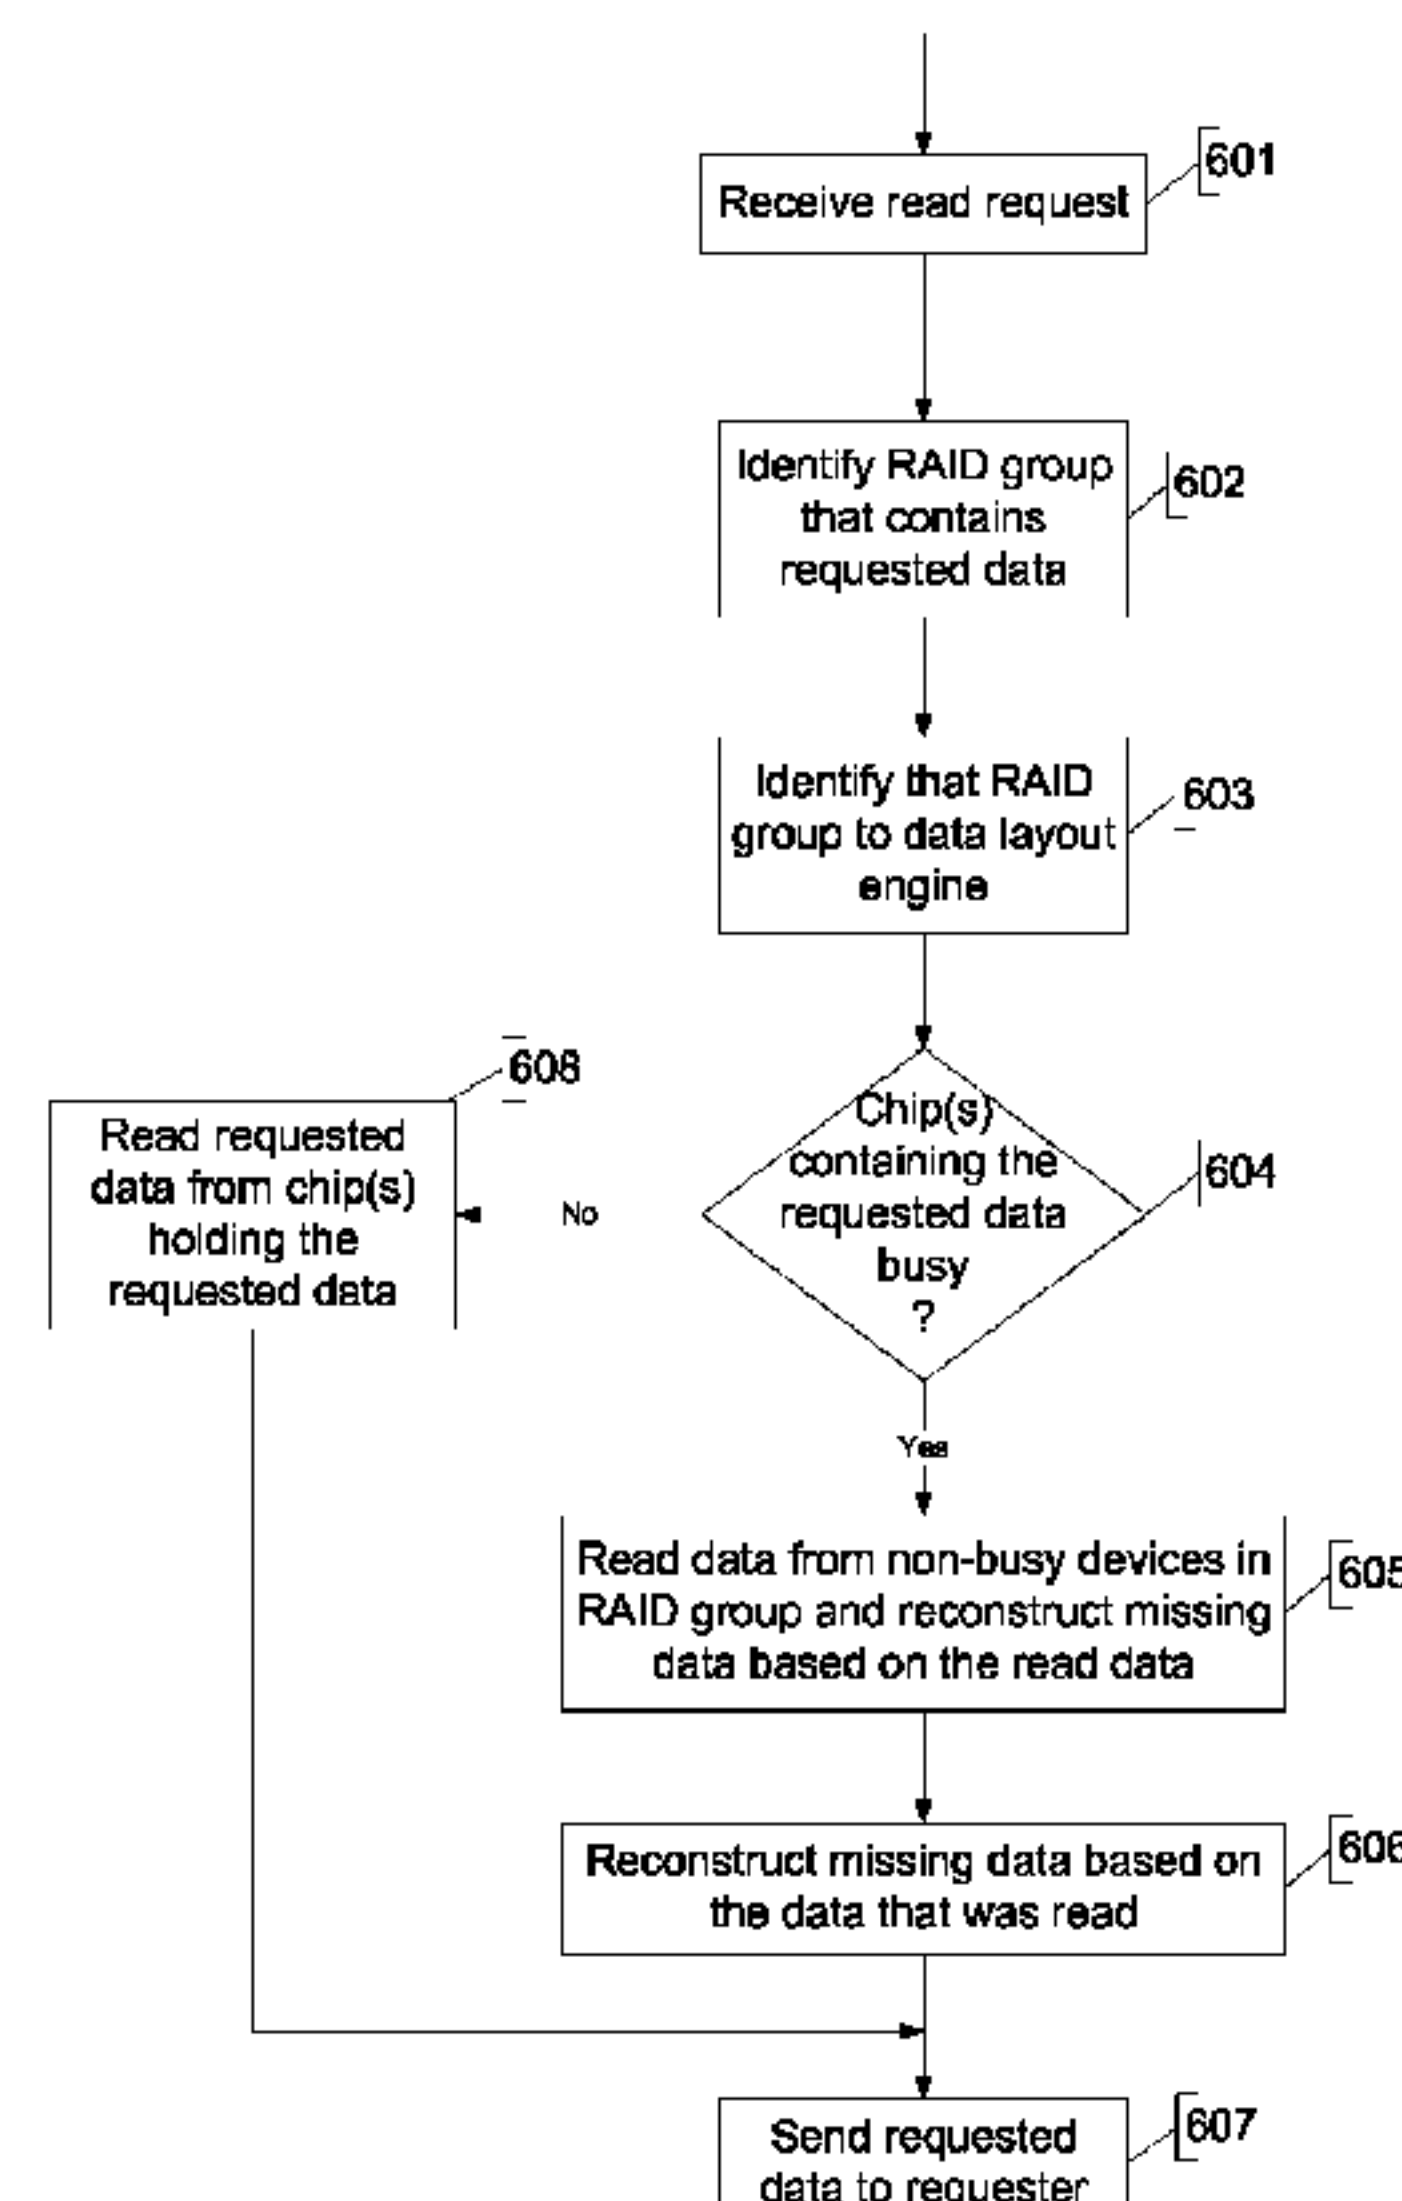 601
Receive read request
Identify RAID group
that contains
requested data
602
Identify that RAID
group to data layout
engine
603
608
Read requested
data from chip(s)
holding the
requested data
No
Chip(s)
containing the
requested data
busy
?
604
Yes
Read data from non-busy devices in
RAID group and reconstruct missing
data based on the read data
605
Reconstruct missing data based on
the data that was read
606
Send requested
data to requester
607